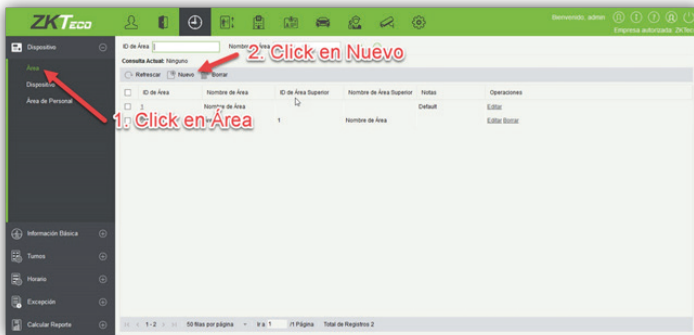 ZKTECO
Bienvenido, admin
Empresa autorizada: ZKTec
Dispositivo
ID de Área
Nombre de Área
2. Click en Nuevo
Consulta Actual: Ninguno
Área
Refrescar Nuevo Borrar
Dispositivo
ID de Área Nombre de Área ID de Área Superior Nombre de Área Superior Notas Operaciones
Área de Personal
1 Nombre de Área Default Editar
1. Click en Área
1 Nombre de Área Editar Borrar
Información Básica
Turnos
Horario
Excepción
Calcular Reporte
1 - 2 50 filas por página Ir a 1 /1 Página Total de Registros 2